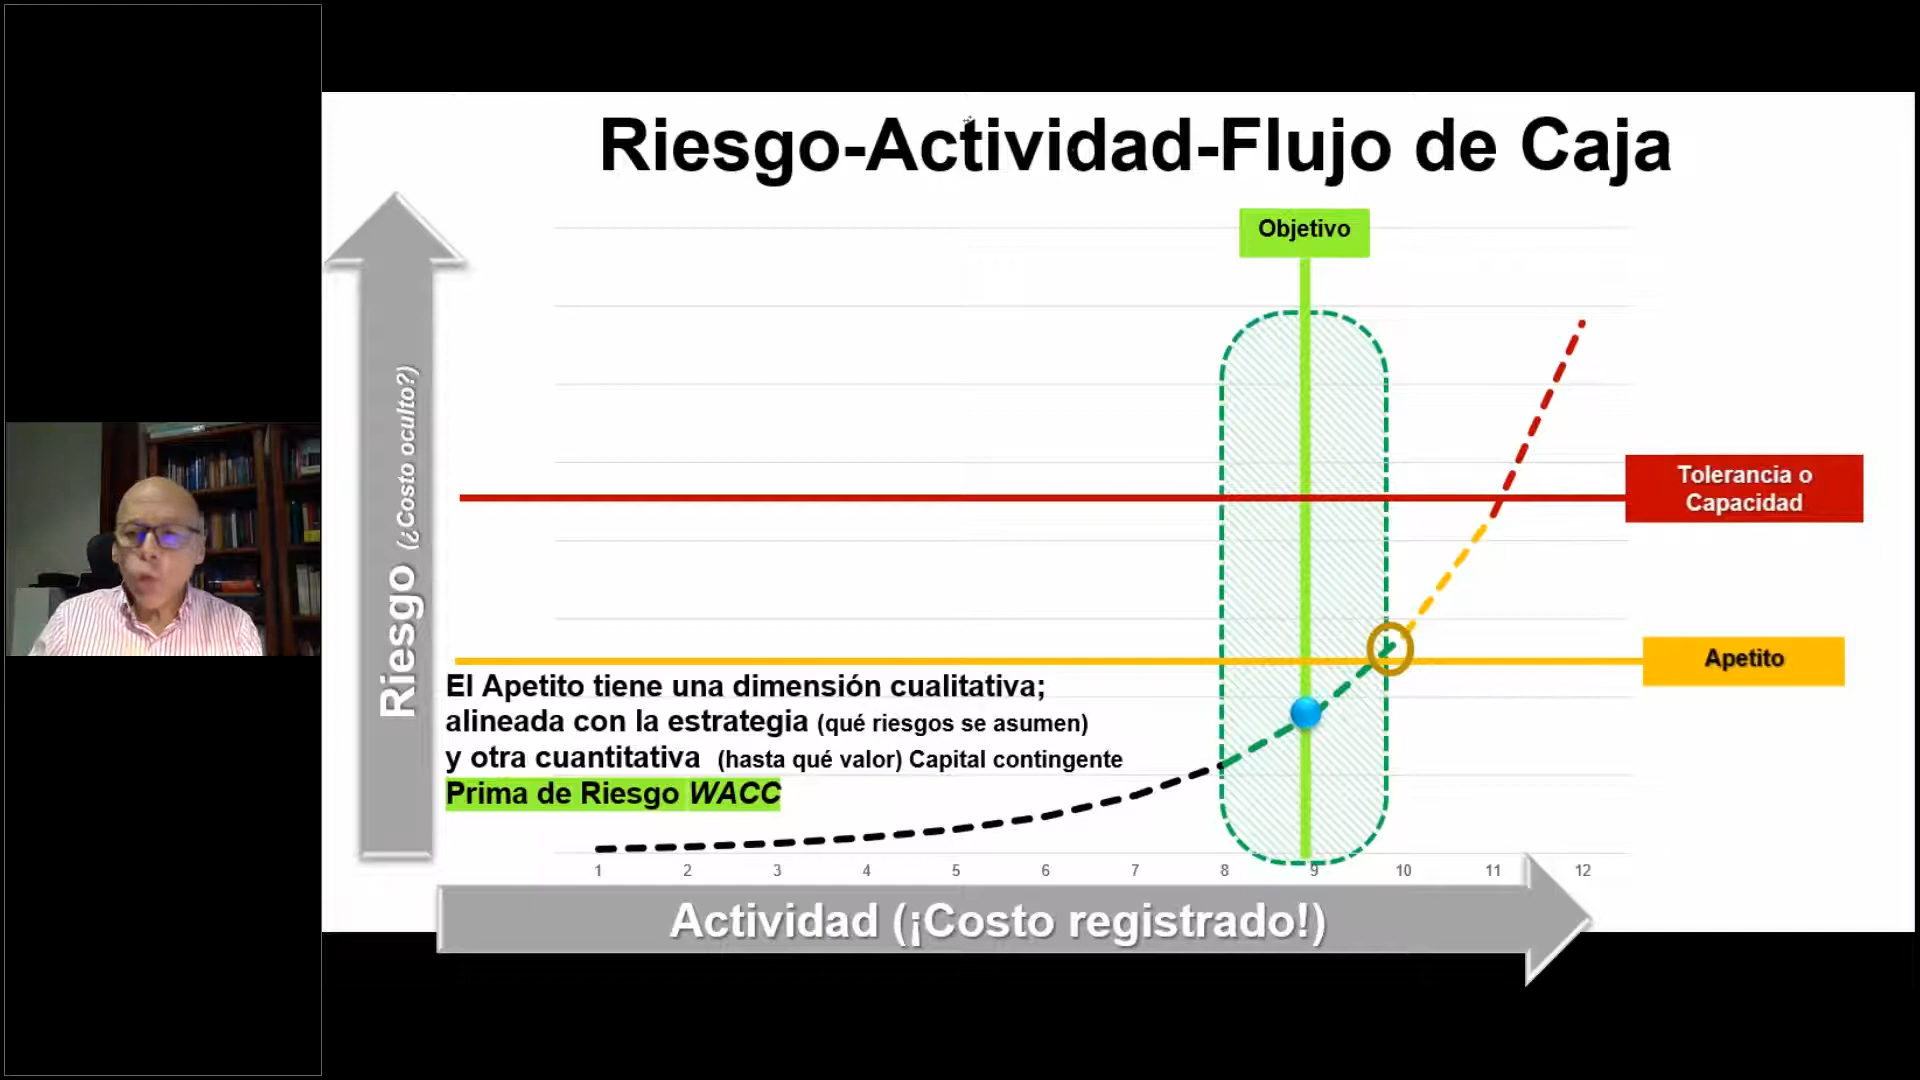 Riesgo-Actividad-Flujo de Caja
Objetivo
Riesgo (¿Costo oculto?)
Tolerancia o
Capacidad
Apetito
El Apetito tiene una dimensión cualitativa;
alineada con la estrategia (qué riesgos se asumen)
y otra cuantitativa (hasta qué valor) Capital contingente
Prima de Riesgo WACC
1 2 3 4 5 6 7 8 9 10 11 12
Actividad (¡Costo registrado!)